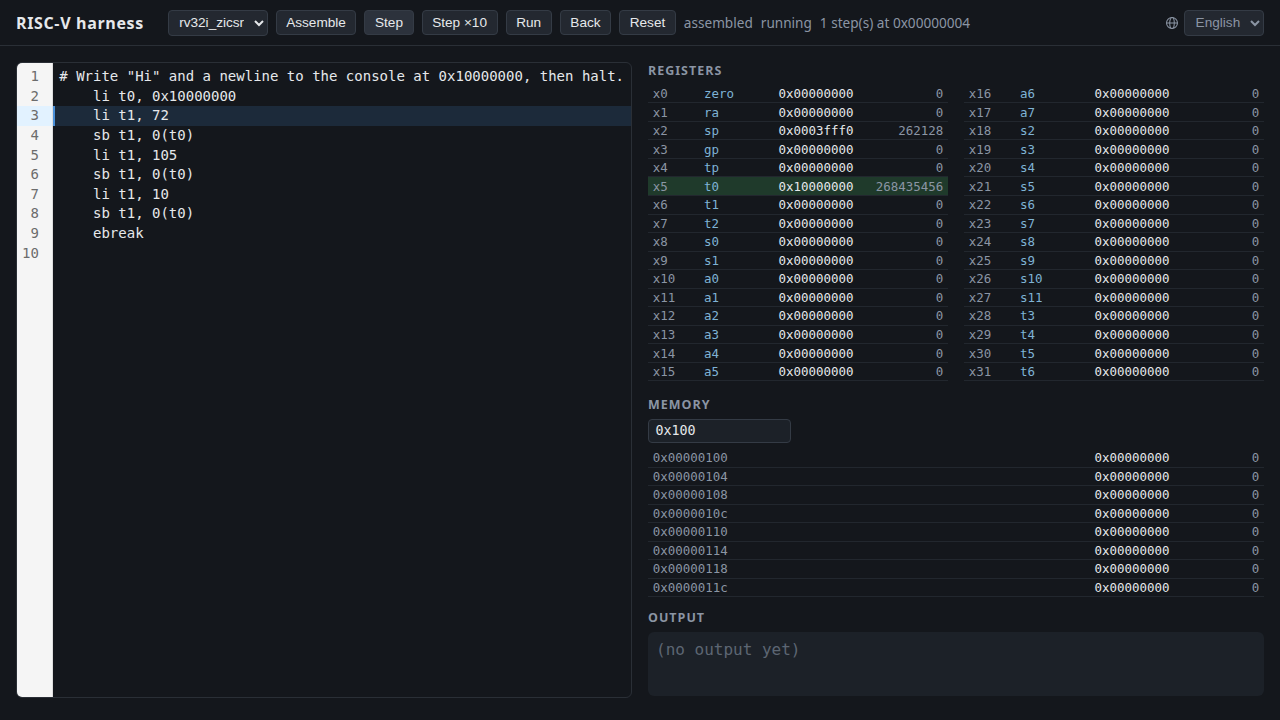 RISC-V harness rv32i_zicsr Assemble Step Step ×10 Run Back Reset assembled running 1 step(s) at 0x00000004 English
1 # Write "Hi" and a newline to the console at 0x10000000, then halt.
2 li t0, 0x10000000
3 li t1, 72
4 sb t1, 0(t0)
5 li t1, 105
6 sb t1, 0(t0)
7 li t1, 10
8 sb t1, 0(t0)
9 ebreak
10
REGISTERS
x0 zero 0x00000000 0 x16 a6 0x00000000 0
x1 ra 0x00000000 0 x17 a7 0x00000000 0
x2 sp 0x0003fff0 262128 x18 s2 0x00000000 0
x3 gp 0x00000000 0 x19 s3 0x00000000 0
x4 tp 0x00000000 0 x20 s4 0x00000000 0
x5 t0 0x10000000 268435456 x21 s5 0x00000000 0
x6 t1 0x00000000 0 x22 s6 0x00000000 0
x7 t2 0x00000000 0 x23 s7 0x00000000 0
x8 s0 0x00000000 0 x24 s8 0x00000000 0
x9 s1 0x00000000 0 x25 s9 0x00000000 0
x10 a0 0x00000000 0 x26 s10 0x00000000 0
x11 a1 0x00000000 0 x27 s11 0x00000000 0
x12 a2 0x00000000 0 x28 t3 0x00000000 0
x13 a3 0x00000000 0 x29 t4 0x00000000 0
x14 a4 0x00000000 0 x30 t5 0x00000000 0
x15 a5 0x00000000 0 x31 t6 0x00000000 0
MEMORY
0x100
0x00000100 0x00000000 0
0x00000104 0x00000000 0
0x00000108 0x00000000 0
0x0000010c 0x00000000 0
0x00000110 0x00000000 0
0x00000114 0x00000000 0
0x00000118 0x00000000 0
0x0000011c 0x00000000 0
OUTPUT
(no output yet)